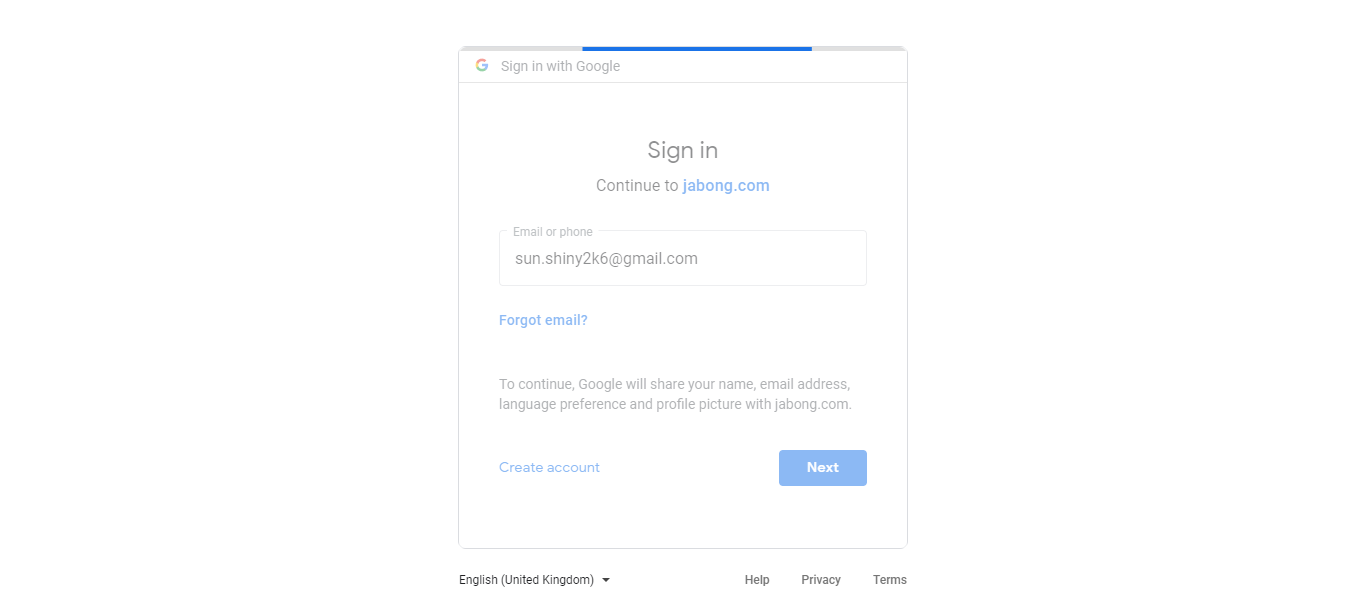 Sign in with Google
Sign in
Continue to jabong.com
Email or phone
sun.shiny2k6@gmail.com
Forgot email?
To continue, Google will share your name, email address,
language preference and profile picture with jabong.com.
Create account
Next
English (United Kingdom)
Help
Privacy
Terms